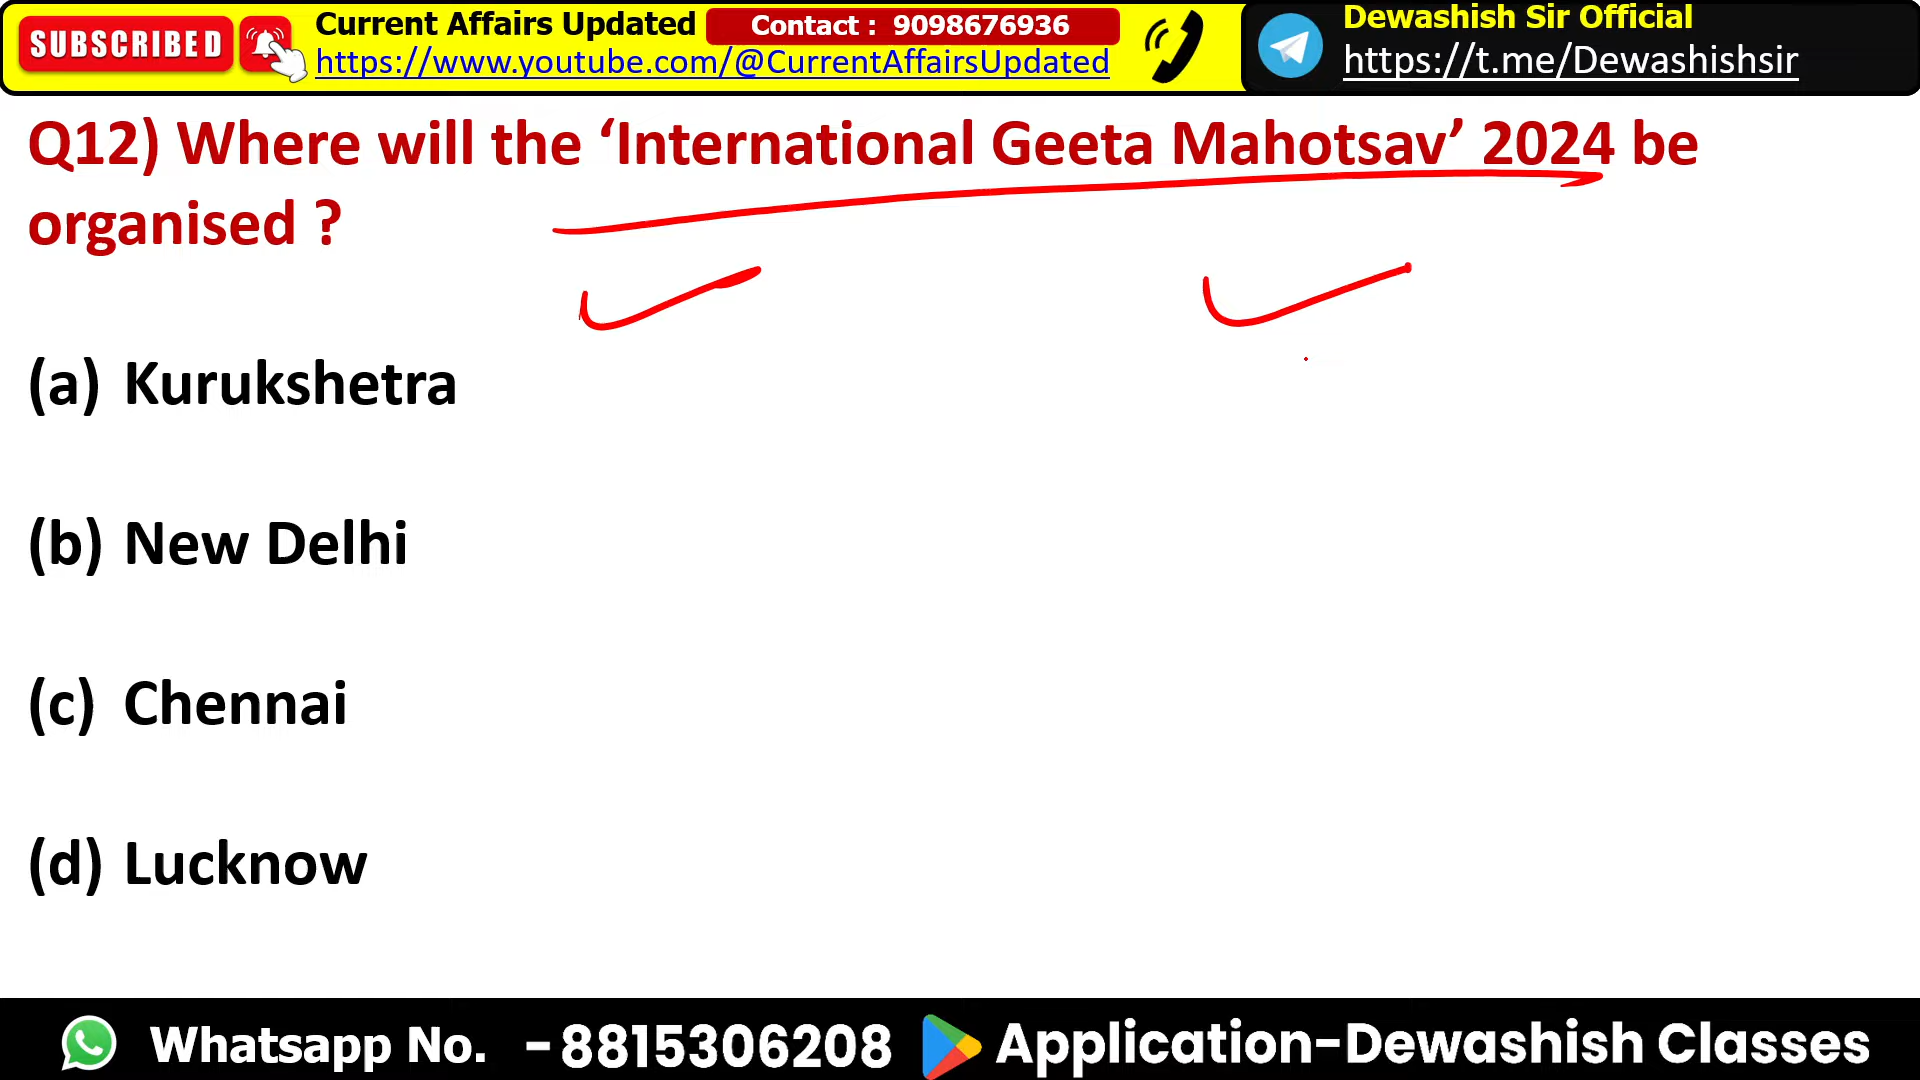 SUBSCRIBED
Current Affairs Updated
Contact : 9098676936
https://www.youtube.com/@CurrentAffairsUpdated
Dewashish Sir Official
https://t.me/Dewashishsir
Q12) Where will the ‘International Geeta Mahotsav’ 2024 be
organised ?
(a) Kurukshetra
(b) New Delhi
(c) Chennai
(d) Lucknow
Whatsapp No. -8815306208
Application-Dewashish Classes